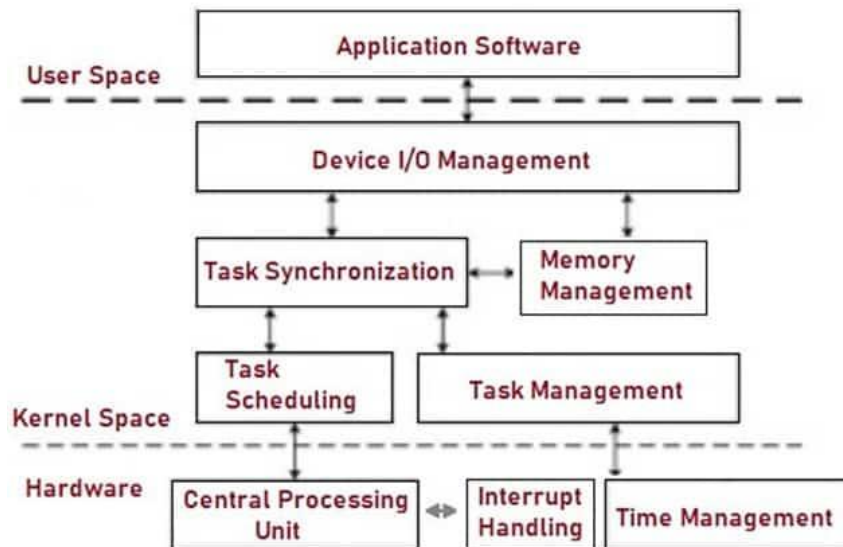 Application Software
User Space
Device I/O Management
Task Synchronization
Memory
Management
Task
Scheduling
Task Management
Kernel Space
Hardware
Central Processing
Unit
Interrupt
Handling
Time Management